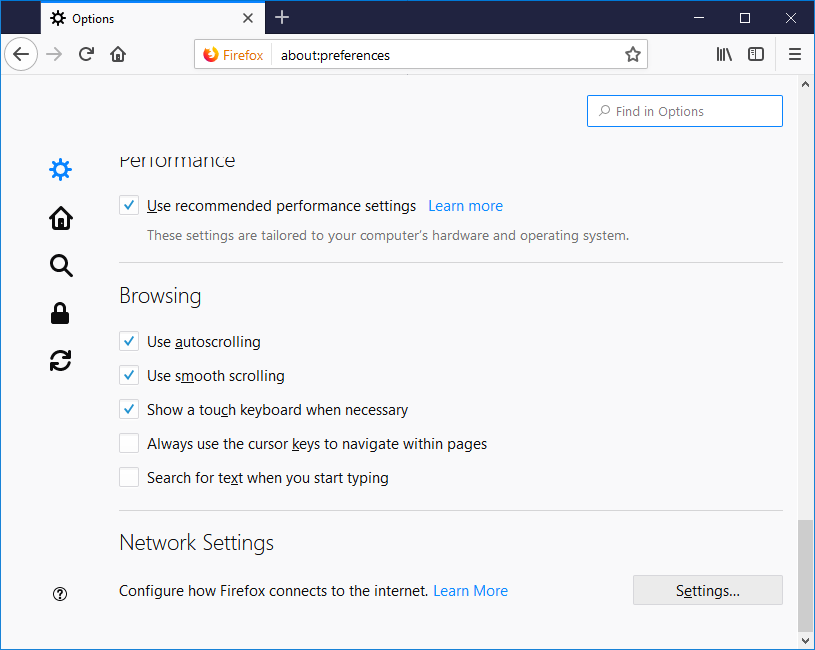 Options
Firefox
about:preferences
Find in Options
Performance
Use recommended performance settings Learn more
These settings are tailored to your computer's hardware and operating system.
Browsing
Use autoscrolling
Use smooth scrolling
Show a touch keyboard when necessary
Always use the cursor keys to navigate within pages
Search for text when you start typing
Network Settings
Configure how Firefox connects to the internet. Learn More
Settings...